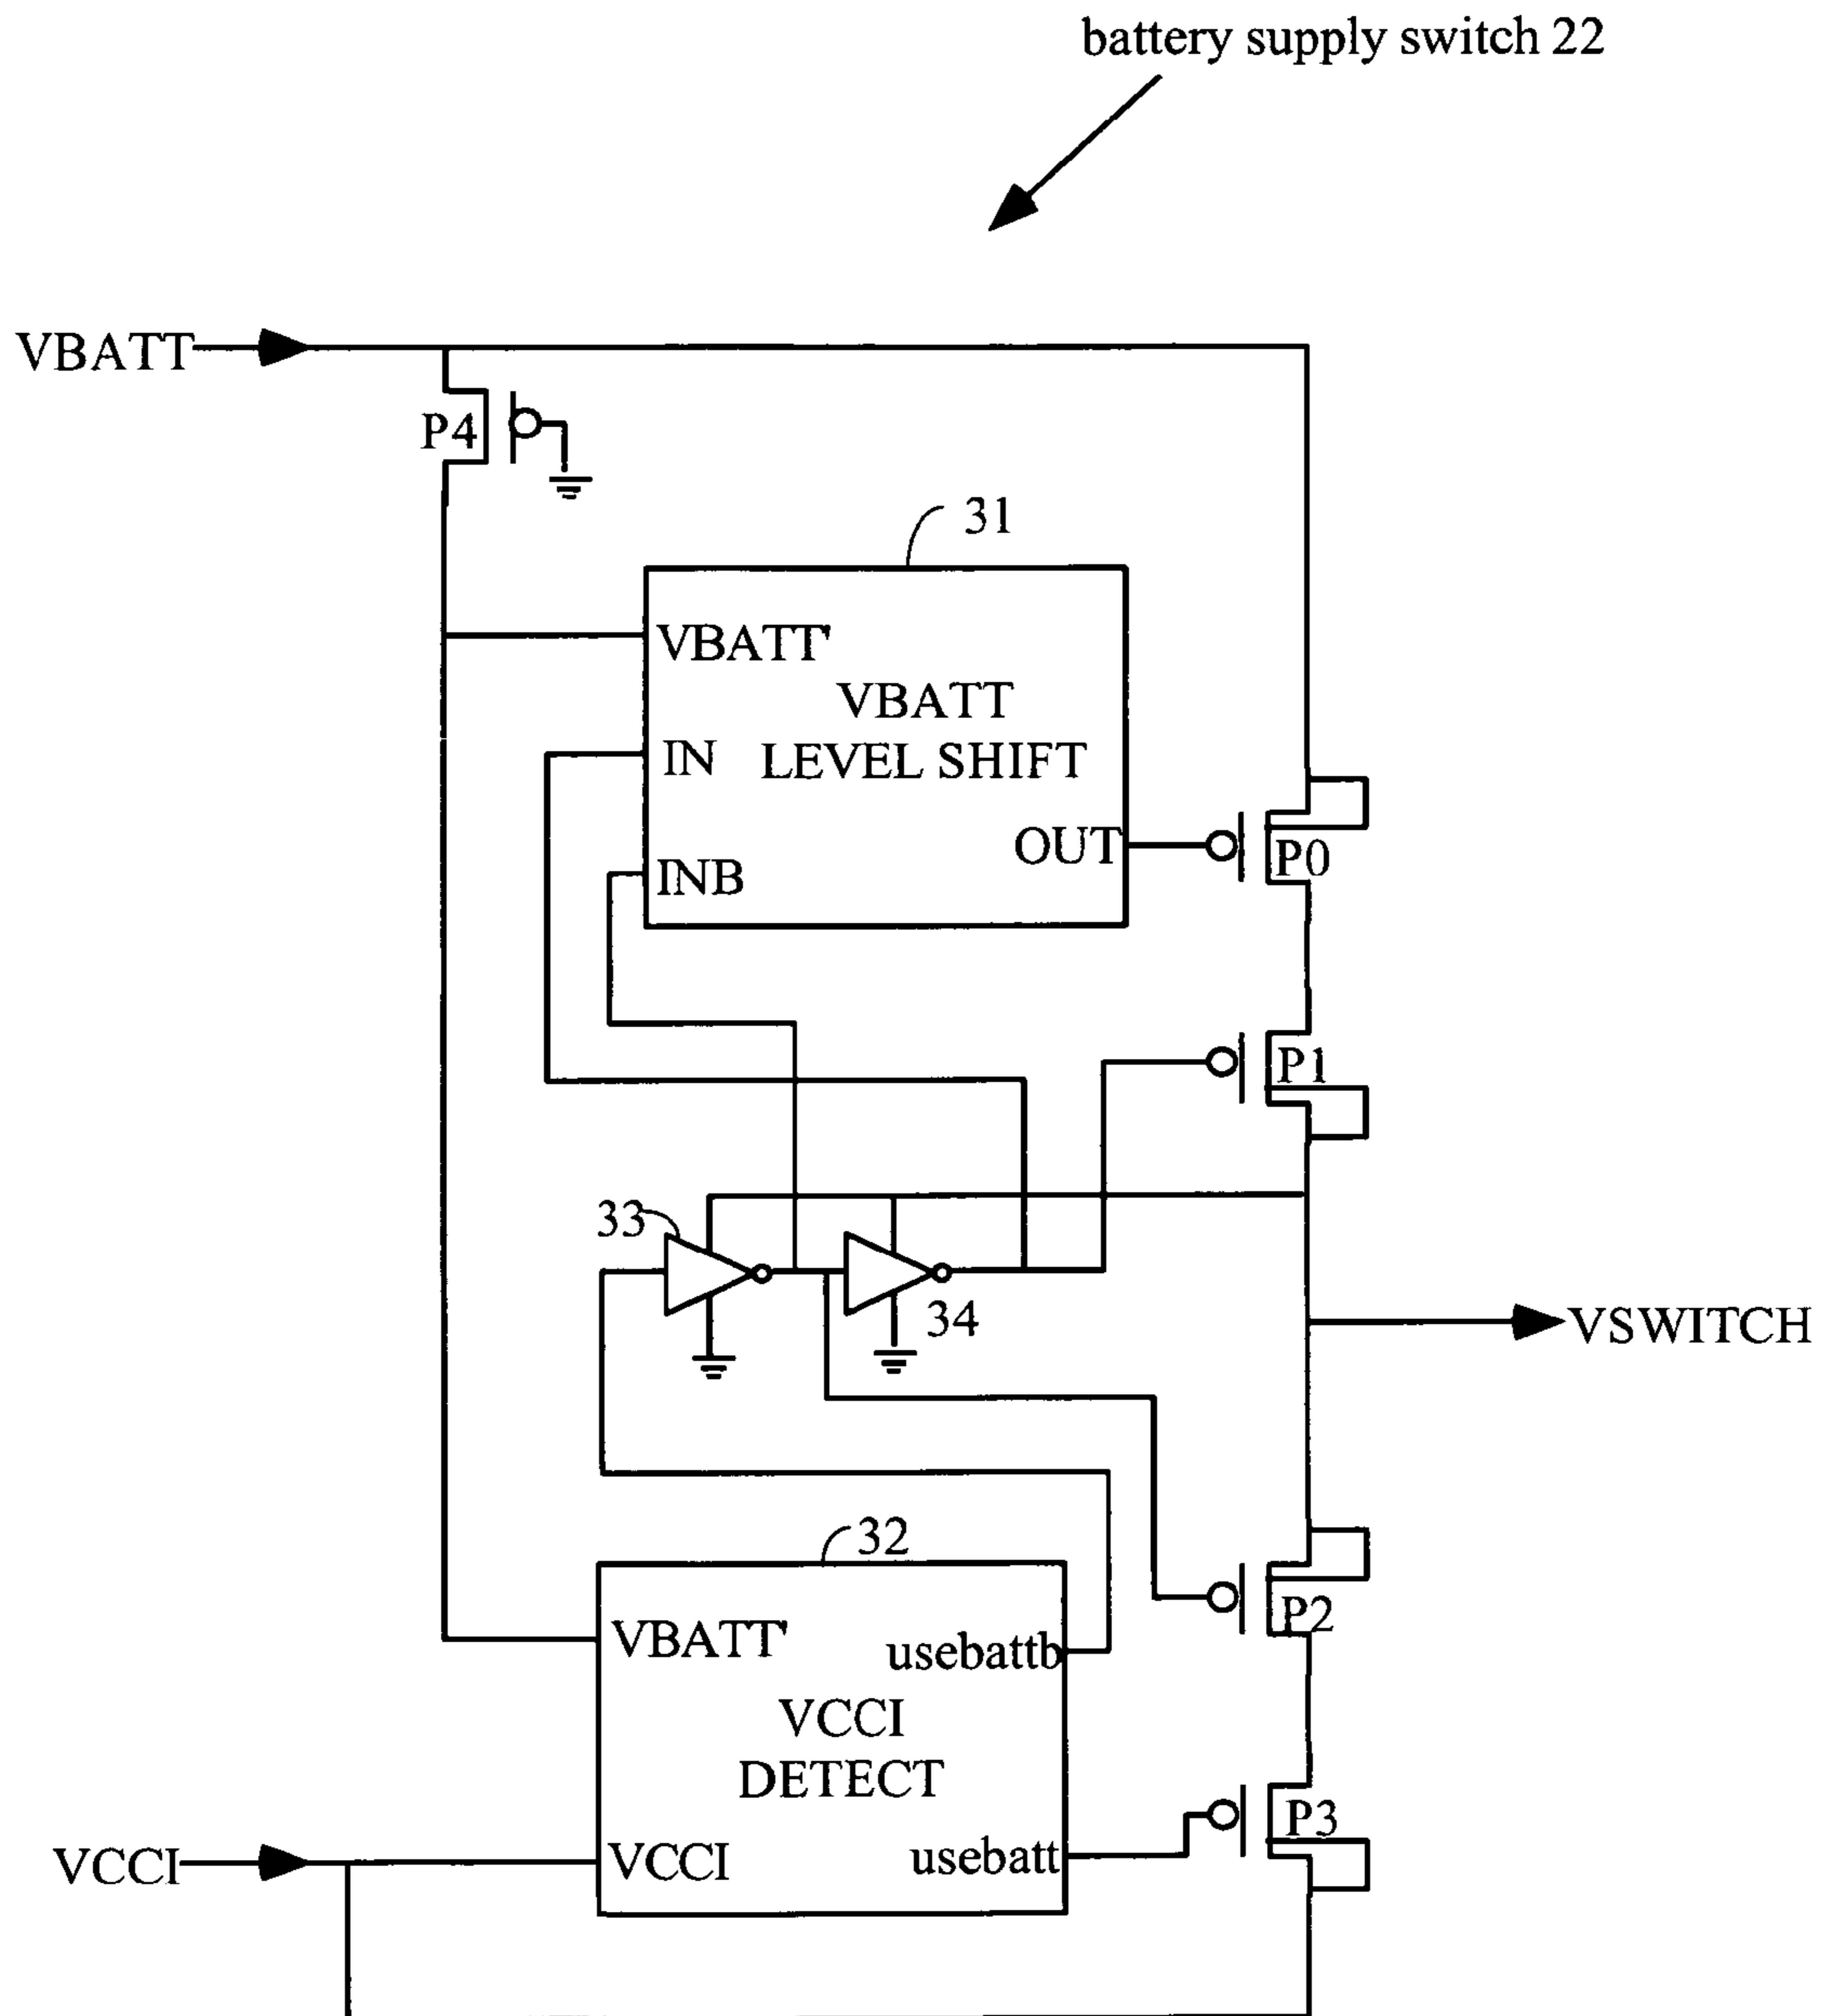 battery supply switch 22
VBATT
P4
31
VBATT
VBATT
LEVEL SHIFT
IN
INB
OUT
P0
P1
33
34
VSWITCH
32
VBATT
usebattb
VCCI
DETECT
P2
VCCI
VCCI
usebatt
P3